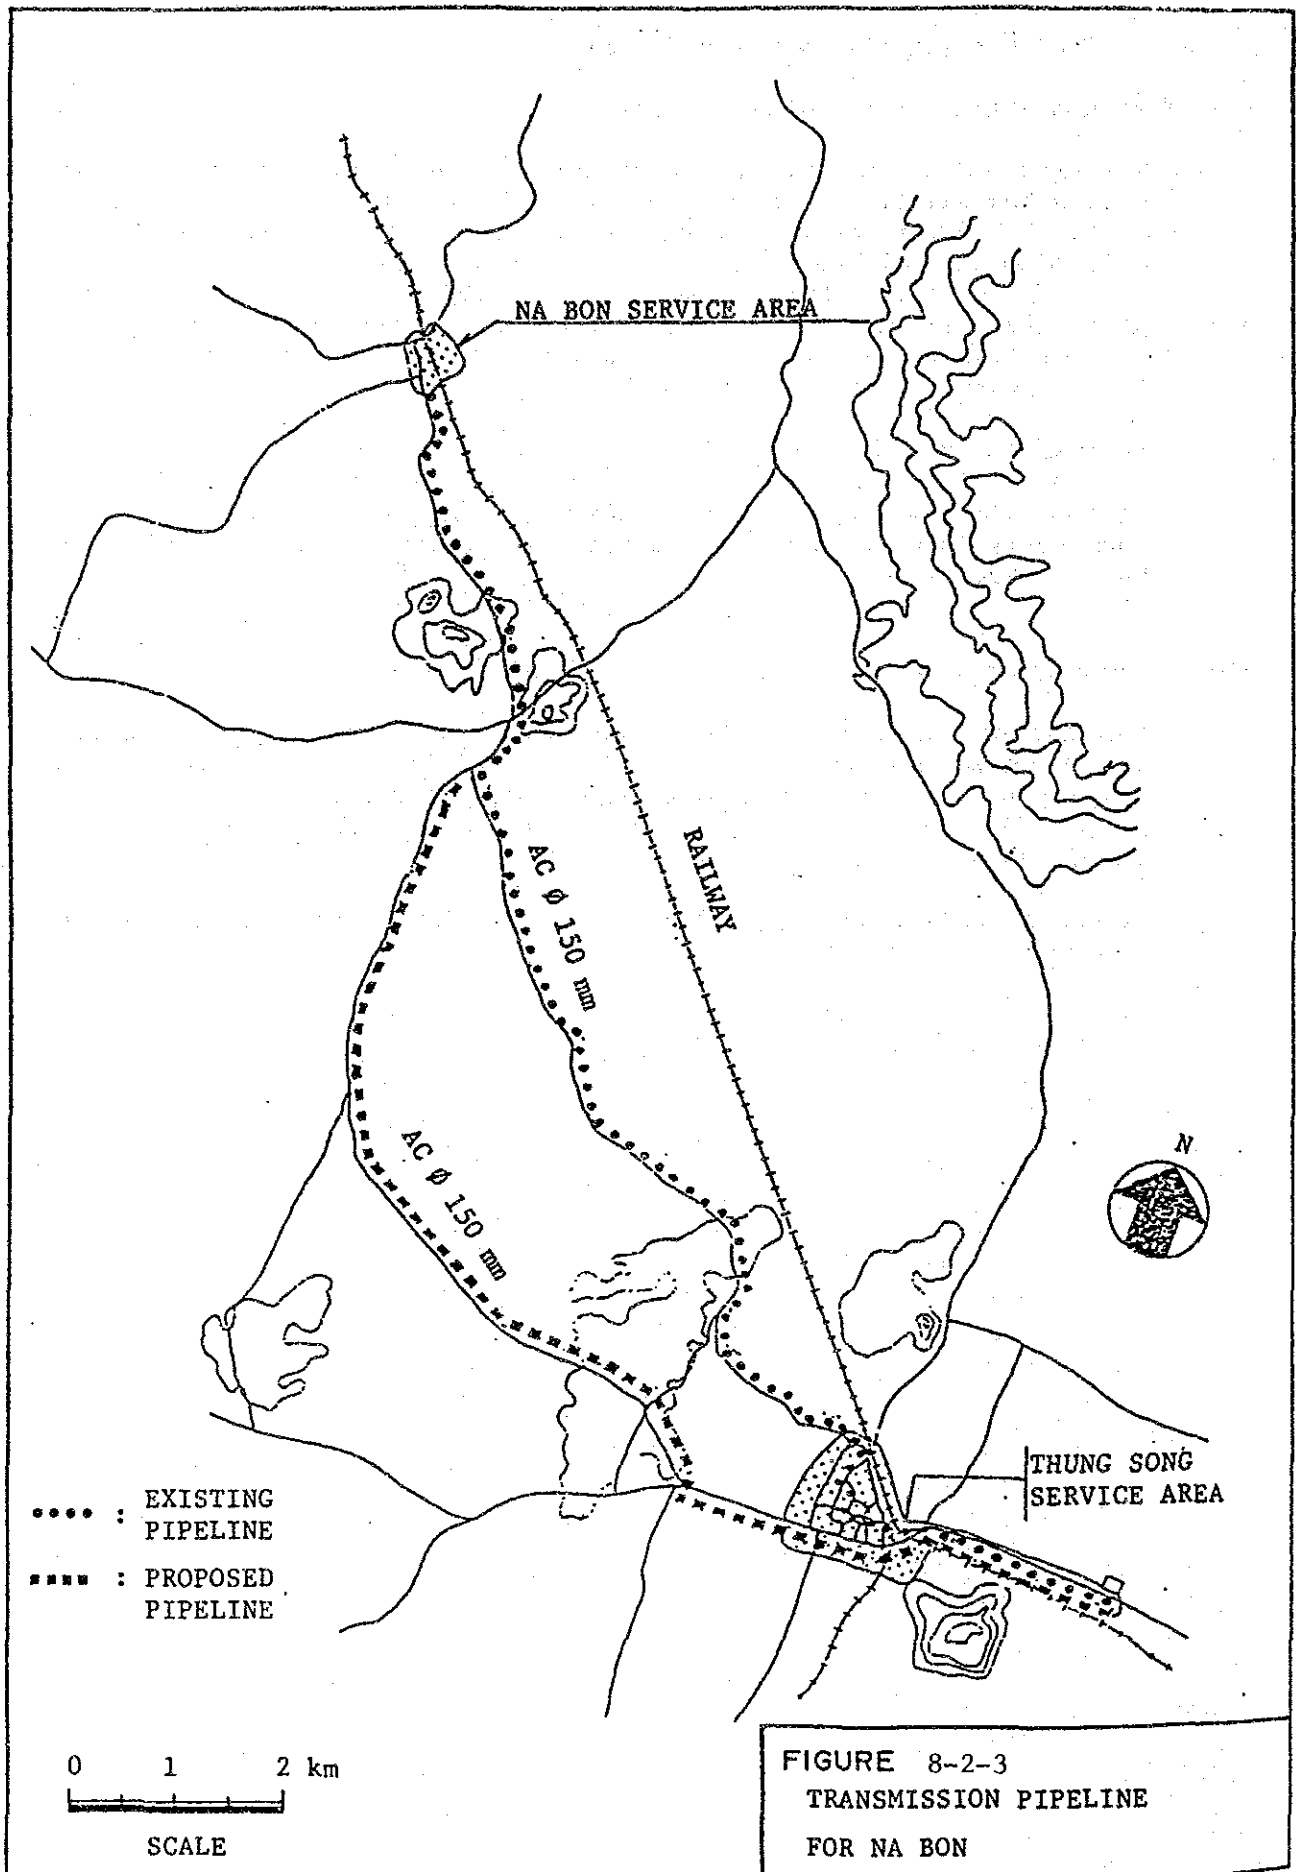 NA BON SERVICE AREA
RAILWAY
AC Ø 150 mm
AC Ø 150 mm
N
THUNG SONG
SERVICE AREA
•••• : EXISTING
PIPELINE
▪▪▪▪ : PROPOSED
PIPELINE
0 1 2 km
SCALE
FIGURE 8-2-3
TRANSMISSION PIPELINE
FOR NA BON